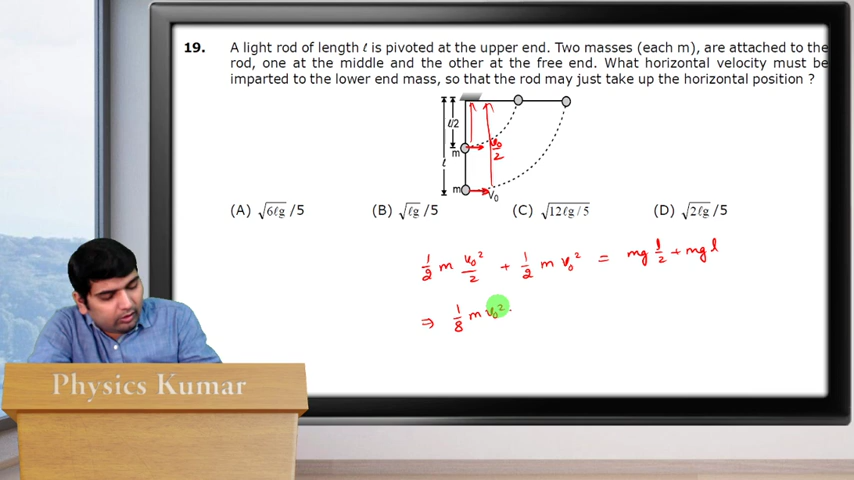 19. A light rod of length ℓ is pivoted at the upper end. Two masses (each m), are attached to the
rod, one at the middle and the other at the free end. What horizontal velocity must be
imparted to the lower end mass, so that the rod may just take up the horizontal position ?
ℓ/2
ℓ
m
v₀/2
m
V₀
(A) √6ℓg /5 (B) √ℓg /5 (C) √12ℓg/5 (D) √2ℓg /5
1/2 m v₀²/2 + 1/2 m v₀² = mg l/2 + mg l
⇒ 1/8 m v₀².
Physics Kumar